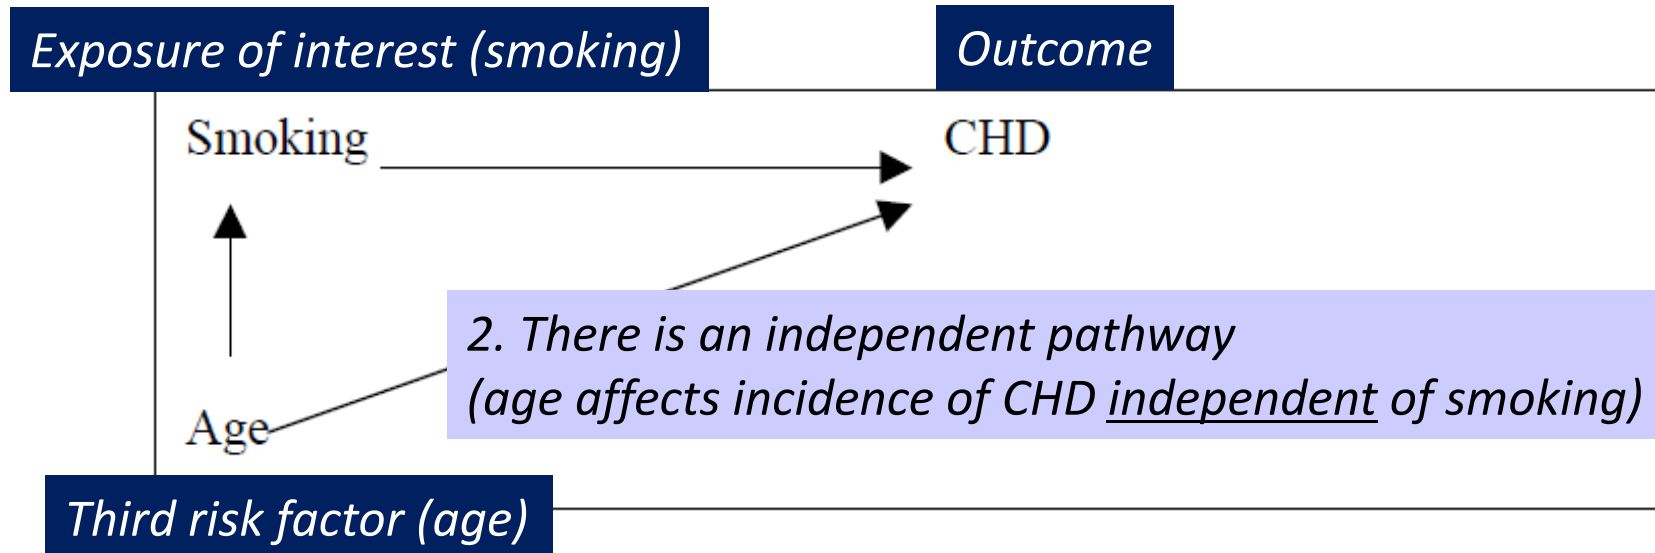 Exposure of interest (smoking)
Outcome
Smoking
CHD
2. There is an independent pathway
(age affects incidence of CHD independent of smoking)
Age
Third risk factor (age)